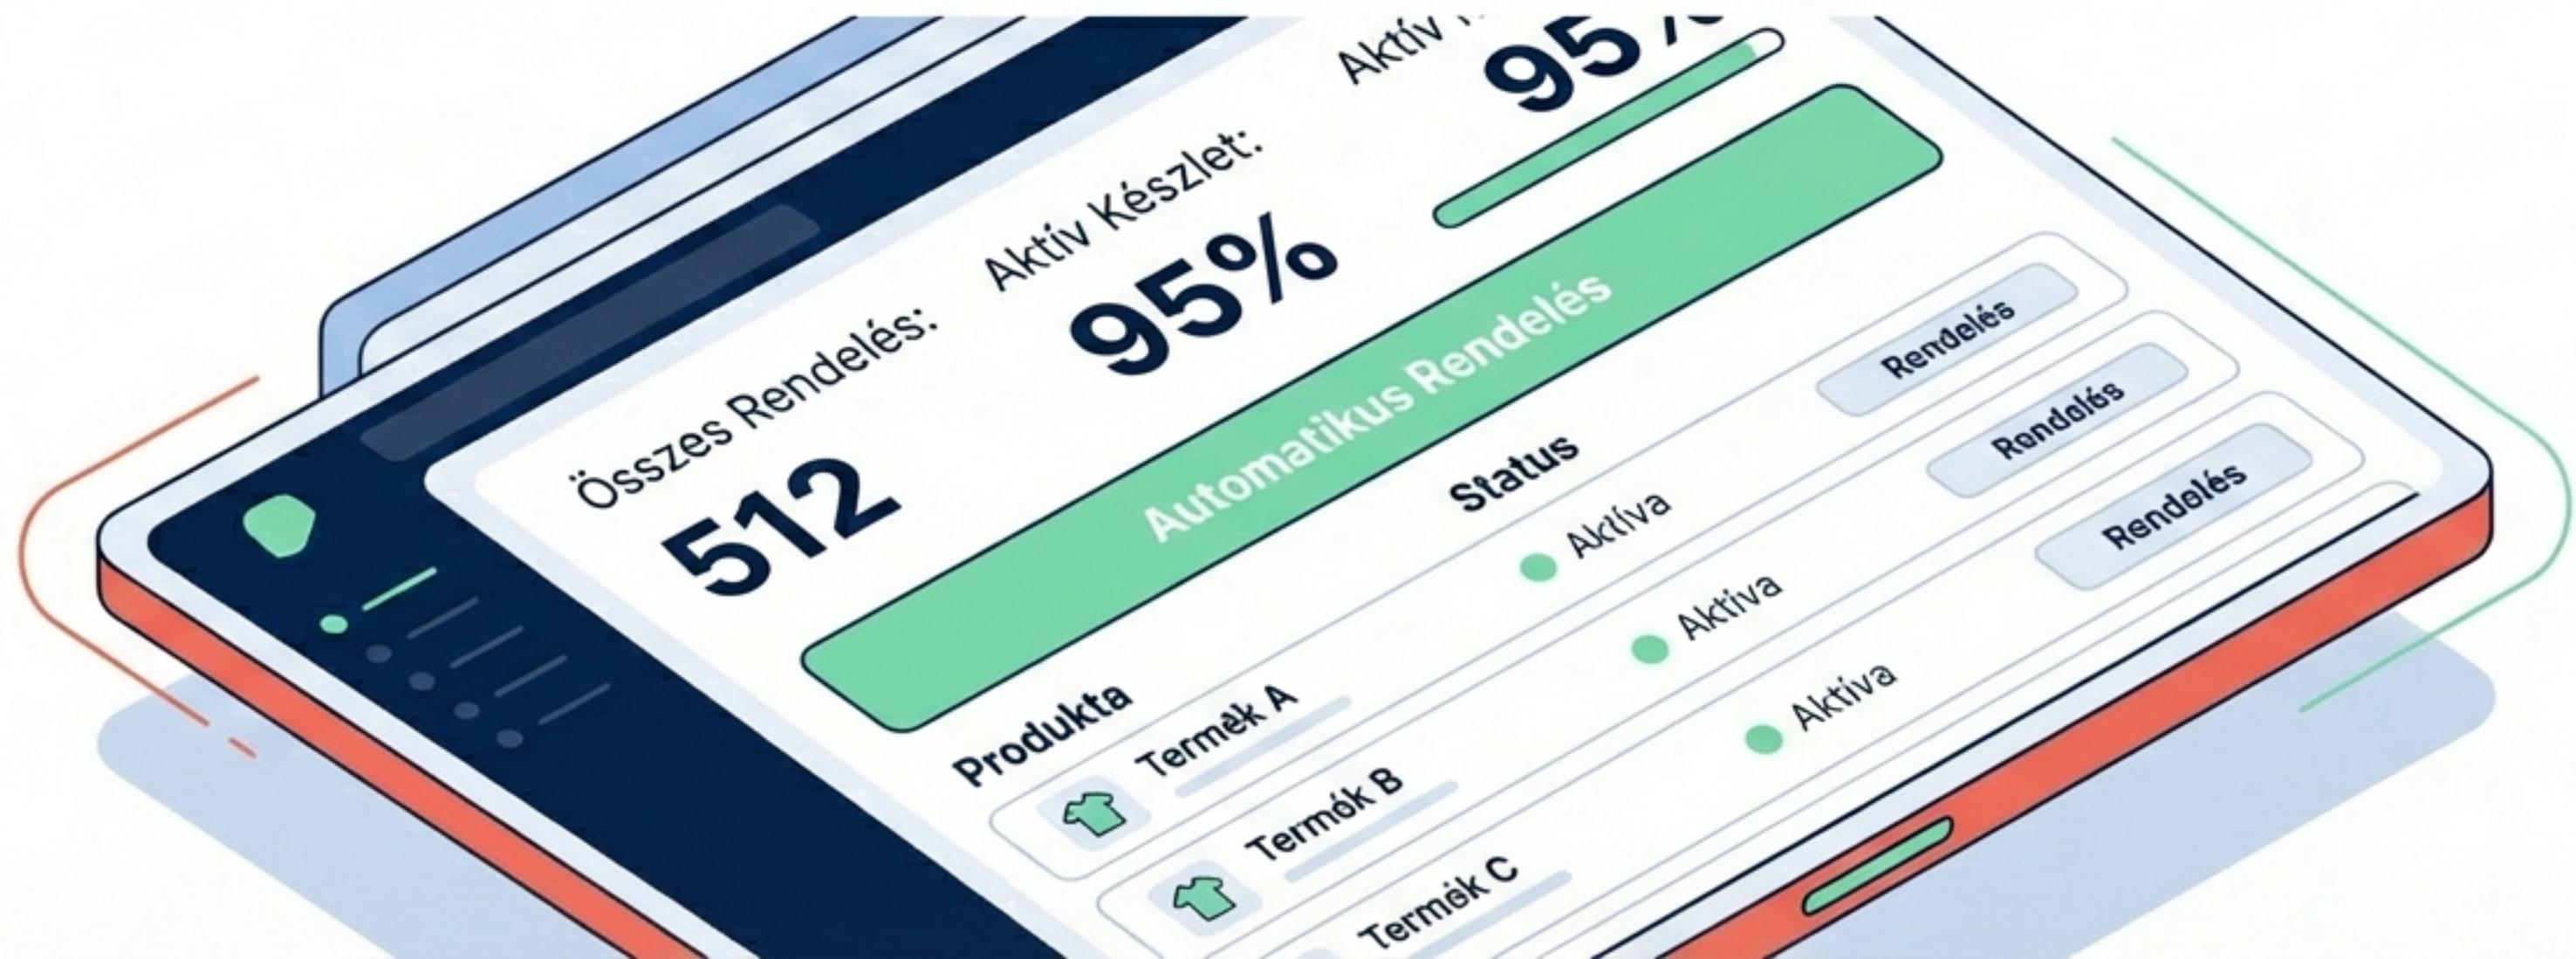 Összes Rendelés:
512
Aktív Készlet:
95%
Aktív
95%
Automatikus Rendelés
Produkta
Status
Termék A
Aktíva
Rendelés
Termók B
Aktíva
Rendelés
Termék C
Aktíva
Rendelés